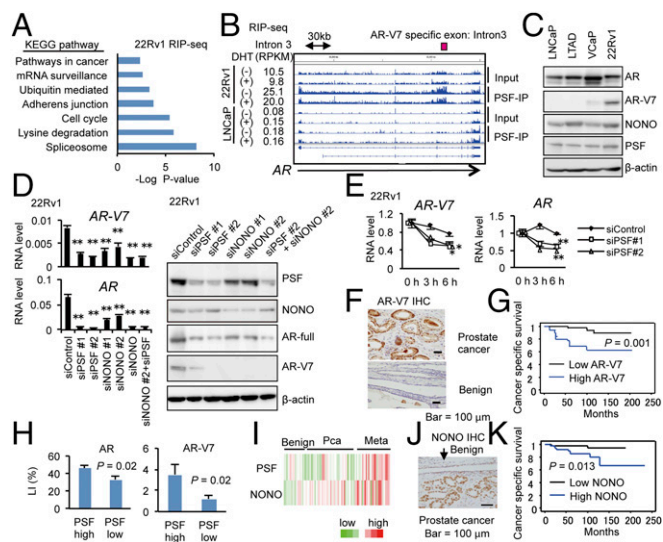 A
KEGG pathway 22Rv1 RIP-seq
Pathways in cancer
mRNA surveillance
Ubiquitin mediated
Adherens junction
Cell cycle
Lysine degradation
Spliceosome
0 5 10
-Log P-value
B
RIP-seq
AR-V7 specific exon: Intron3
Intron 3 30kb
DHT (RPKM)
22Rv1
(-) 10.5
(+) 9.8
(-) 25.1
(+) 20.0
LNCaP
(-) 0.08
(+) 0.15
(-) 0.18
(+) 0.16
Input
PSF-IP
Input
PSF-IP
AR
C
LNCaP
LTAD
VCaP
22Rv1
AR
AR-V7
NONO
PSF
β-actin
D
22Rv1
AR-V7
RNA level
0.01
0.005
0
** ** ** ** ** **
AR
RNA level
0.1
0.05
0
** ** ** ** ** **
siControl
siPSF #1
siPSF #2
siNONO #1
siNONO #2
siNONO
siNONO #2+siPSF
22Rv1
siControl
siPSF #1
siPSF #2
siNONO #1
siNONO #2
siPSF #2
+ siNONO #2
PSF
NONO
AR-full
AR-V7
β-actin
E
22Rv1
AR-V7
RNA level
1.5
1
0.5
0
0 h 3 h 6 h
AR
RNA level
1.5
1
0.5
0
0 h 3 h 6 h
**
**
siControl
siPSF#1
siPSF#2
F
AR-V7 IHC
Prostate
cancer
Benign
Bar = 100 μm
G
Cancer specific survival
P = 0.001
Low AR-V7
High AR-V7
0 50 100 150 200 250
Months
H
AR
LI (%)
60
40
20
0
P = 0.02
PSF
high
PSF
low
AR-V7
P = 0.02
PSF
high
PSF
low
I
Benign Pca Meta
PSF
NONO
low high
J
NONO IHC
Benign
Prostate cancer
Bar = 100 μm
K
Cancer specific survival
P = 0.013
Low NONO
High NONO
0 50 100 150 200 250
Months